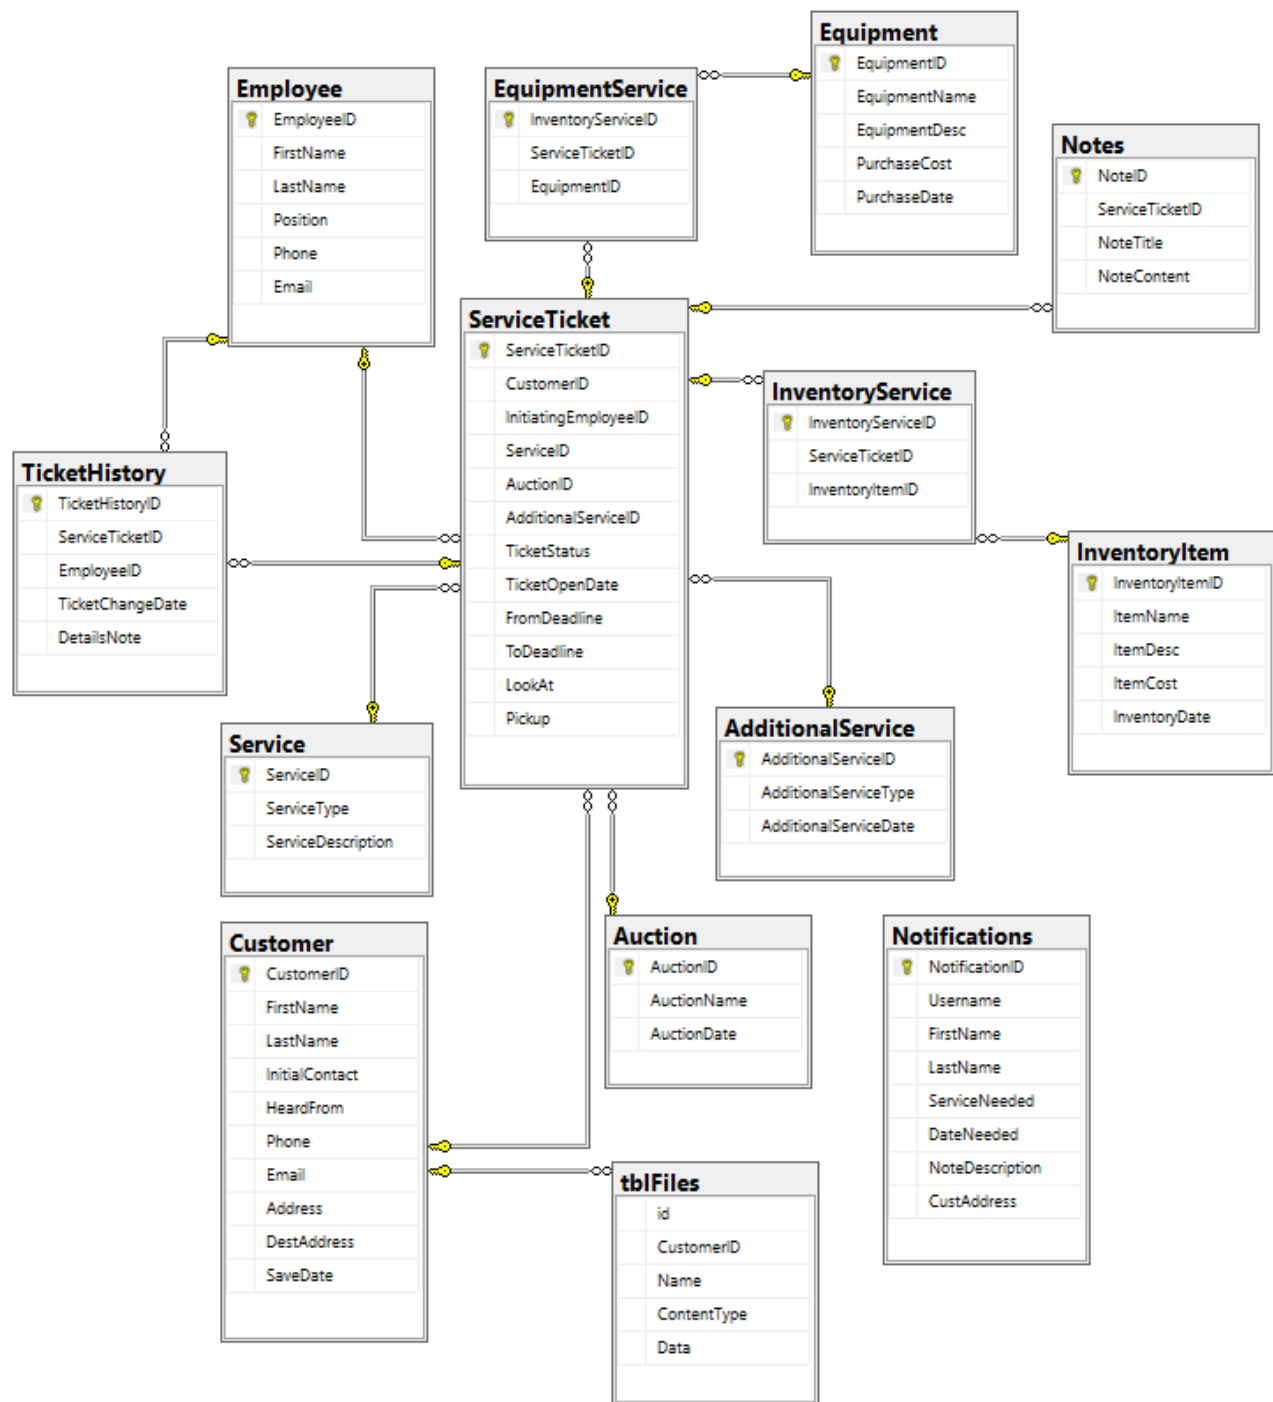 Equipment
EquipmentID
EquipmentName
EquipmentDesc
PurchaseCost
PurchaseDate
Employee
EmployeeID
FirstName
LastName
Position
Phone
Email
EquipmentService
InventoryServiceID
ServiceTicketID
EquipmentID
Notes
NoteID
ServiceTicketID
NoteTitle
NoteContent
ServiceTicket
ServiceTicketID
CustomerID
InitiatingEmployeeID
ServiceID
AuctionID
AdditionalServiceID
TicketStatus
TicketOpenDate
FromDeadline
ToDeadline
LookAt
Pickup
InventoryService
InventoryServiceID
ServiceTicketID
InventoryItemID
TicketHistory
TicketHistoryID
ServiceTicketID
EmployeeID
TicketChangeDate
DetailsNote
InventoryItem
InventoryItemID
ItemName
ItemDesc
ItemCost
InventoryDate
AdditionalService
AdditionalServiceID
AdditionalServiceType
AdditionalServiceDate
Service
ServiceID
ServiceType
ServiceDescription
Customer
CustomerID
FirstName
LastName
InitialContact
HeardFrom
Phone
Email
Address
DestAddress
SaveDate
Auction
AuctionID
AuctionName
AuctionDate
Notifications
NotificationID
Username
FirstName
LastName
ServiceNeeded
DateNeeded
NoteDescription
CustAddress
tblFiles
id
CustomerID
Name
ContentType
Data